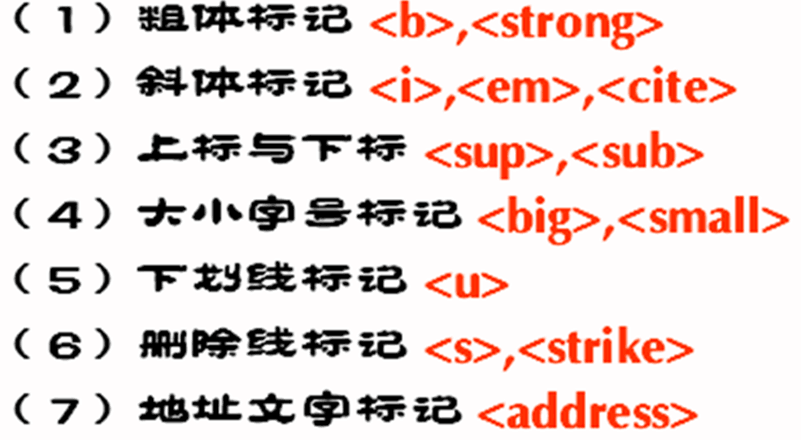 （1）粗体标记 <b>,<strong>
（2）斜体标记 <i>,<em>,<cite>
（3）上标与下标 <sup>,<sub>
（4）大小字号标记 <big>,<small>
（5）下划线标记 <u>
（6）删除线标记 <s>,<strike>
（7）地址文字标记 <address>